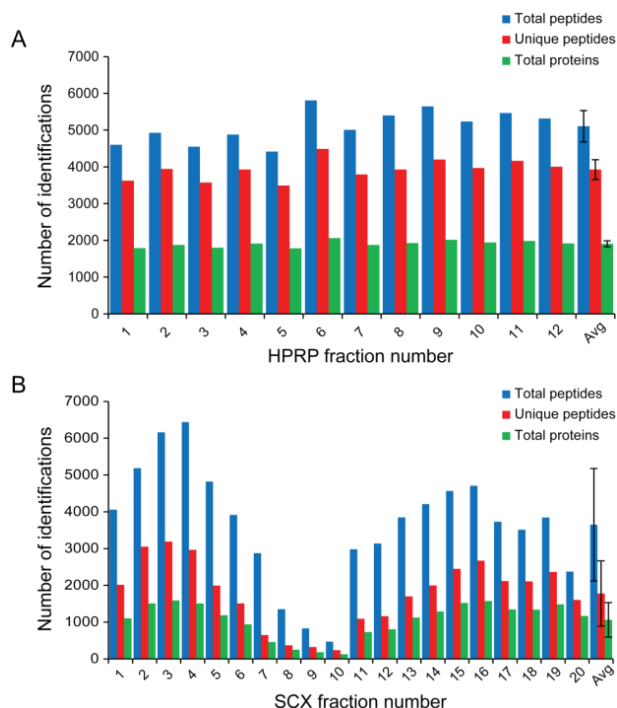 A
Total peptides
Unique peptides
Total proteins
Number of identifications
7000
6000
5000
4000
3000
2000
1000
0
1 2 3 4 5 6 7 8 9 10 11 12 Avg
HPRP fraction number
B
Total peptides
Unique peptides
Total proteins
Number of identifications
7000
6000
5000
4000
3000
2000
1000
0
1 2 3 4 5 6 7 8 9 10 11 12 13 14 15 16 17 18 19 20 Avg
SCX fraction number